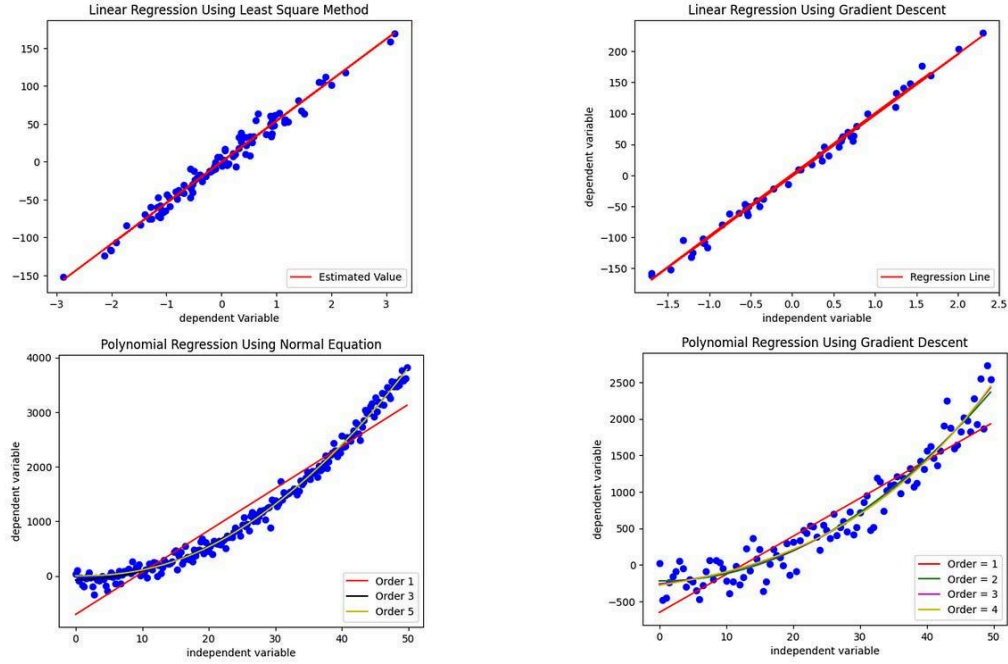 Linear Regression Using Least Square Method
150
100
50
0
−50
−100
−150
Estimated Value
−3 −2 −1 0 1 2 3
dependent Variable
Linear Regression Using Gradient Descent
dependent variable
200
150
100
50
0
−50
−100
−150
Regression Line
−1.5 −1.0 −0.5 0.0 0.5 1.0 1.5 2.0 2.5
independent variable
Polynomial Regression Using Normal Equation
dependent variable
4000
3000
2000
1000
0
Order 1
Order 3
Order 5
0 10 20 30 40 50
independent variable
Polynomial Regression Using Gradient Descent
dependent variable
2500
2000
1500
1000
500
0
−500
Order = 1
Order = 2
Order = 3
Order = 4
0 10 20 30 40 50
independent variable